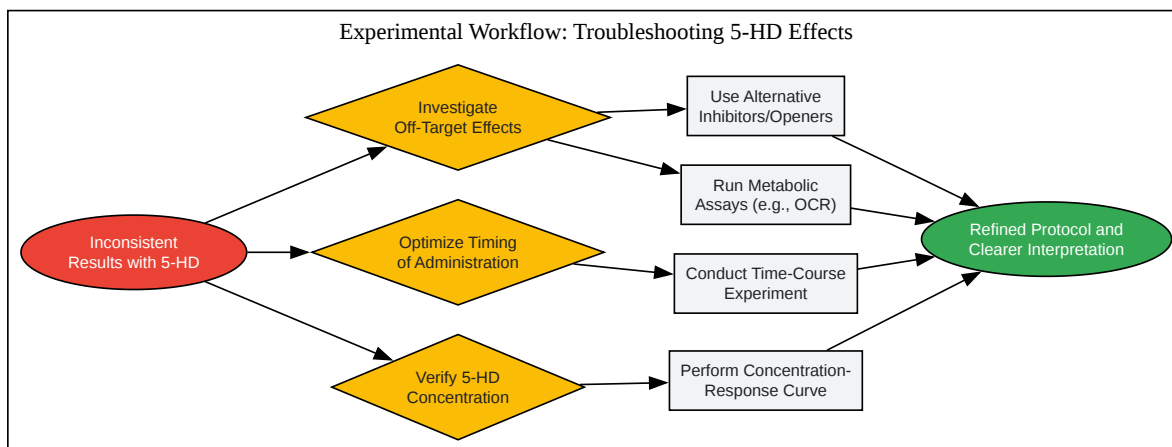 Experimental Workflow: Troubleshooting 5-HD Effects
Inconsistent
Results with 5-HD
Investigate
Off-Target Effects
Optimize Timing
of Administration
Verify 5-HD
Concentration
Use Alternative
Inhibitors/Openers
Run Metabolic
Assays (e.g., OCR)
Conduct Time-Course
Experiment
Perform Concentration-
Response Curve
Refined Protocol and
Clearer Interpretation